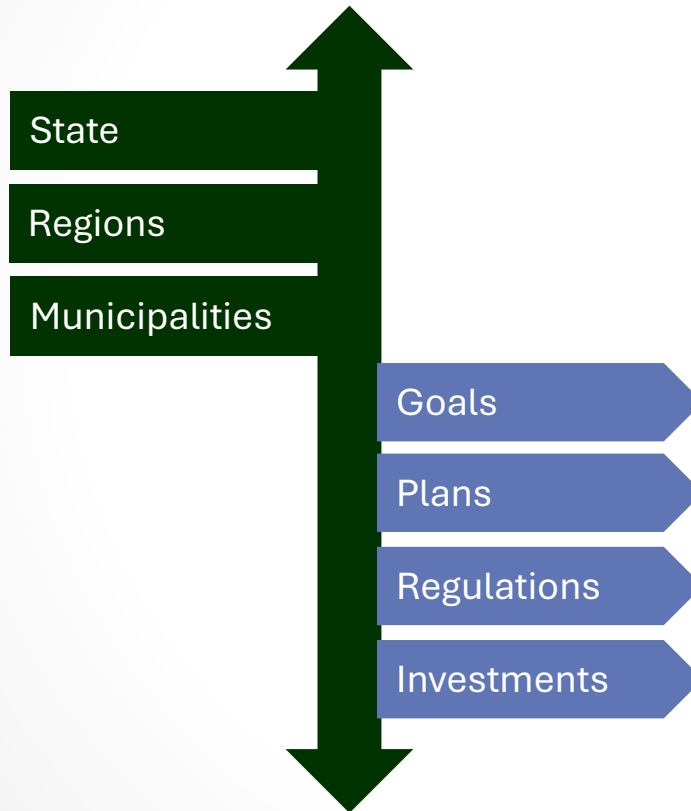 State
Regions
Municipalities
Goals
Plans
Regulations
Investments